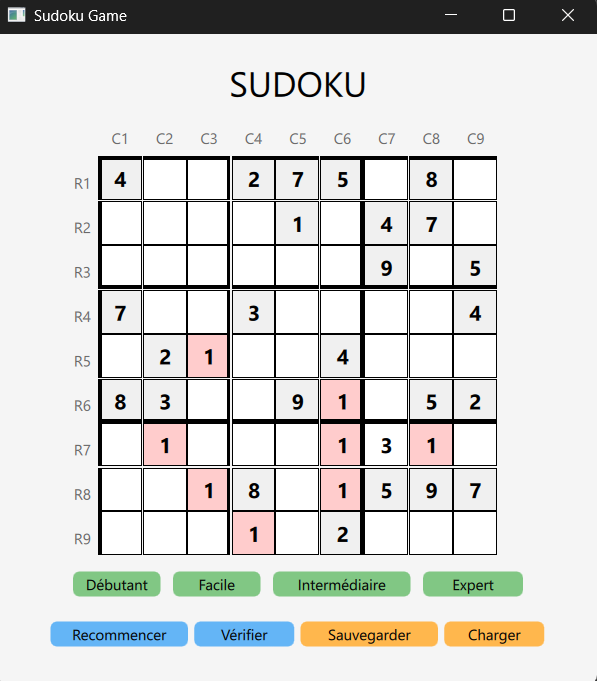 Sudoku Game
SUDOKU
C1 C2 C3 C4 C5 C6 C7 C8 C9
R1 4 2 7 5 8
R2 1 4 7
R3 9 5
R4 7 3 4
R5 2 1 4
R6 8 3 9 1 5 2
R7 1 1 3 1
R8 1 8 1 5 9 7
R9 1 2
Débutant Facile Intermédiaire Expert
Recommencer Vérifier Sauvegarder Charger